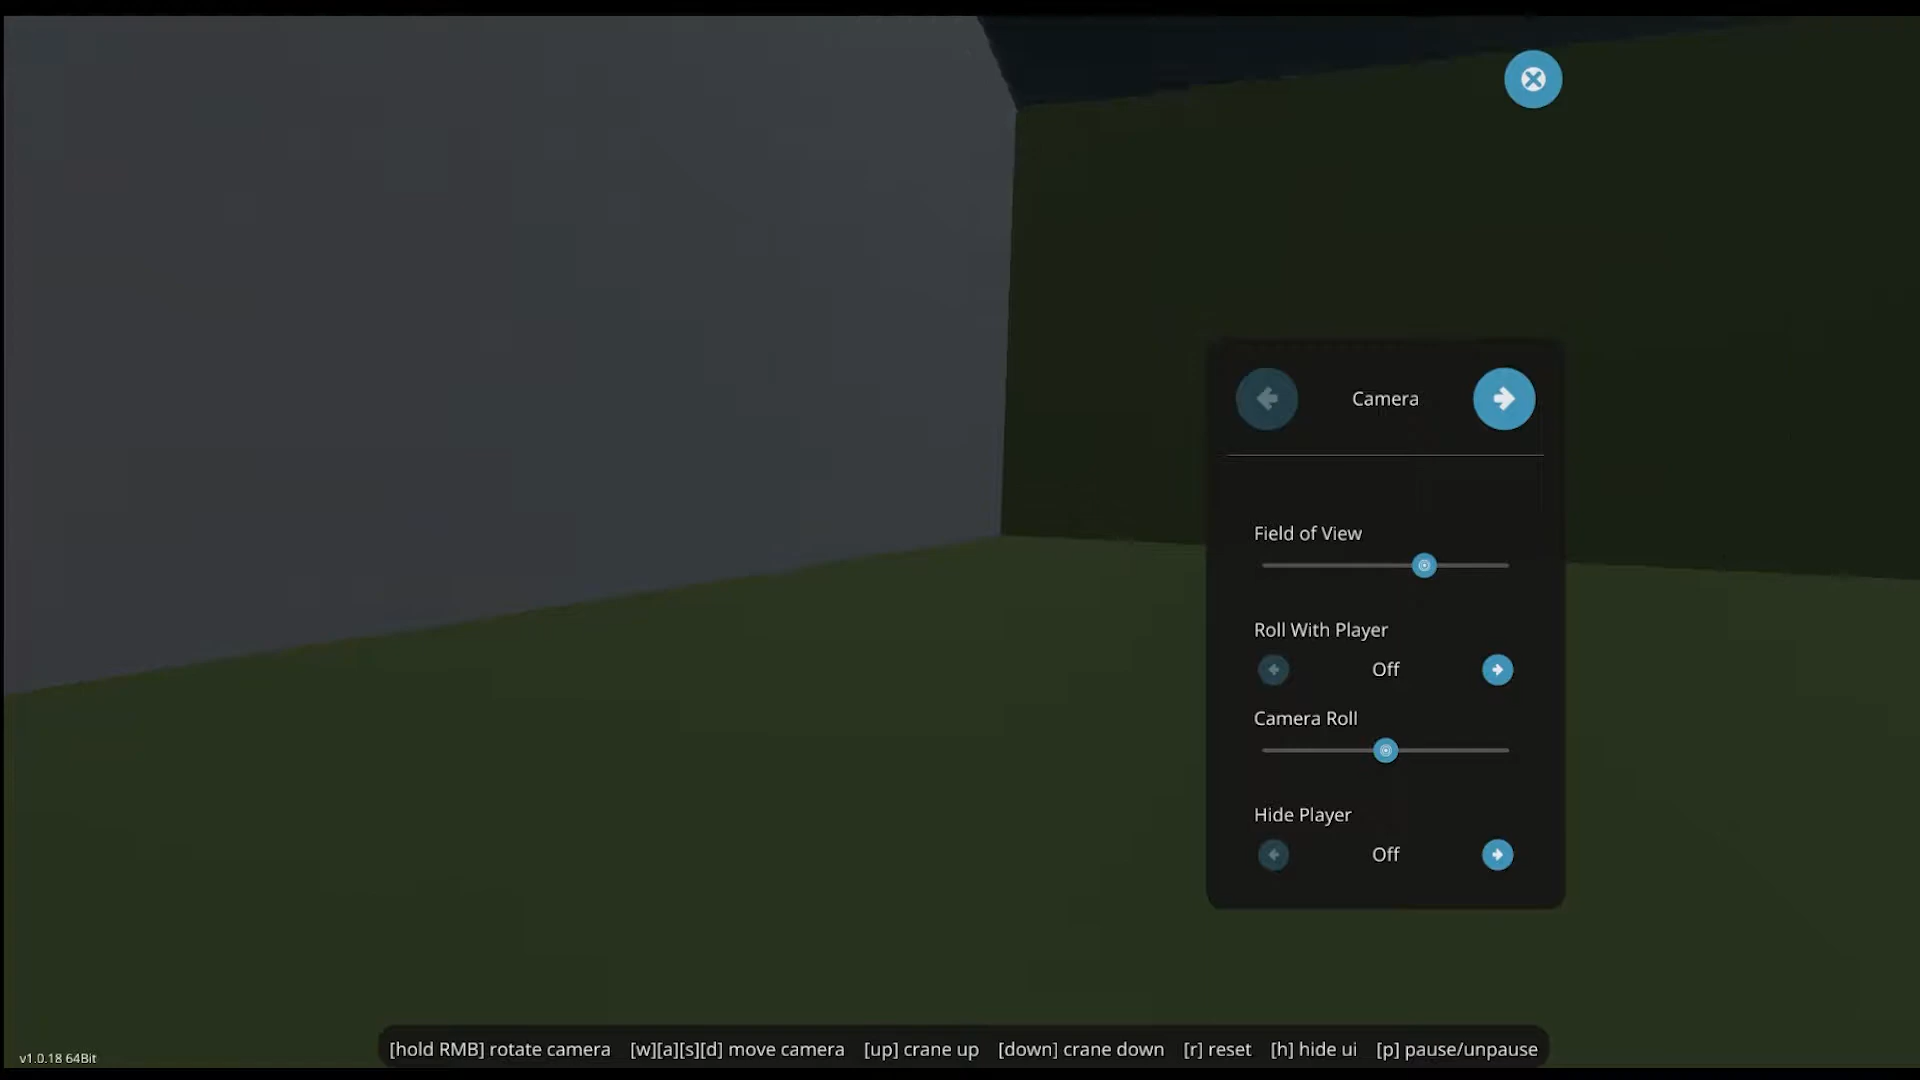 Camera
Field of View
Roll With Player
Off
Camera Roll
Hide Player
Off
v1.0.18 64Bit
[hold RMB] rotate camera [w][a][s][d] move camera [up] crane up [down] crane down [r] reset [h] hide ui [p] pause/unpause